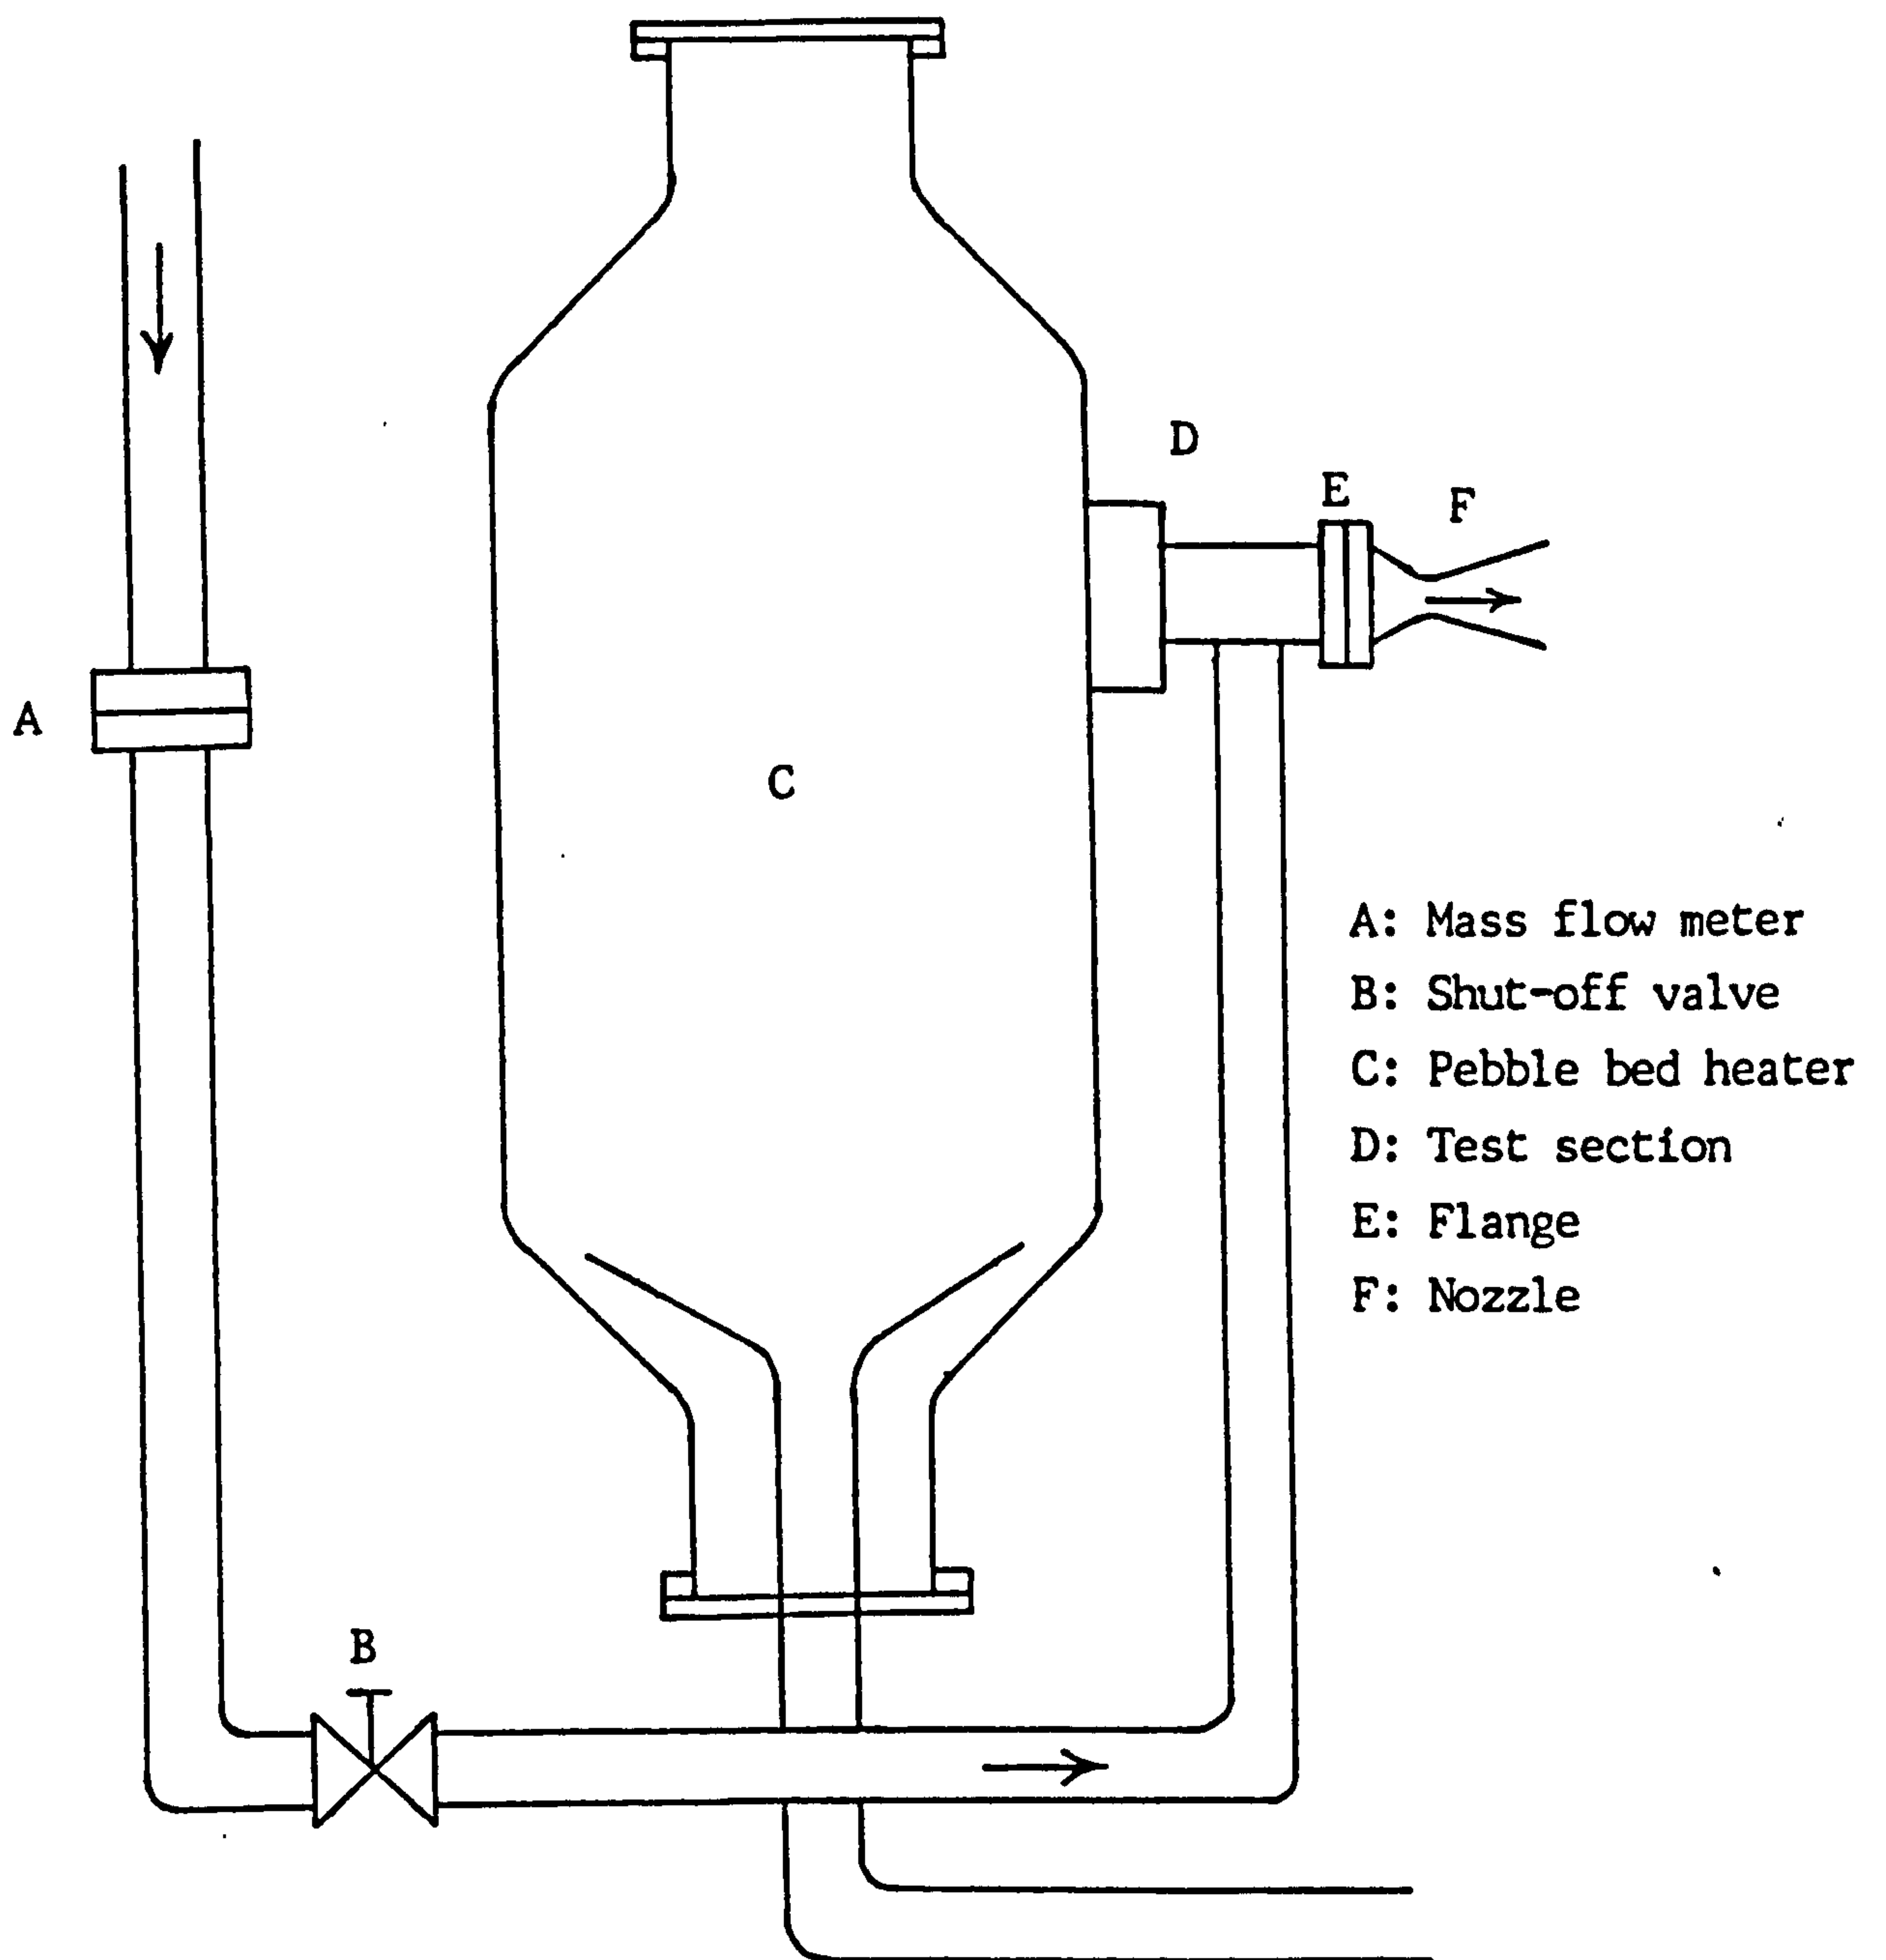 D
E
F
A
C
A: Mass flow meter
B: Shut-off valve
C: Pebble bed heater
D: Test section
E: Flange
F: Nozzle
B